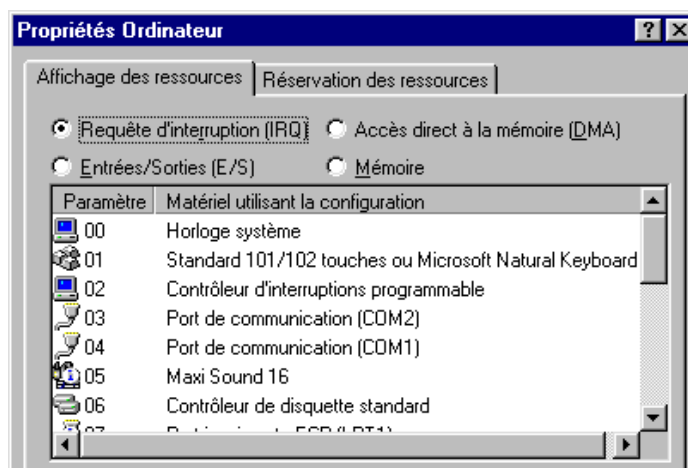 Propriétés Ordinateur
Affichage des ressources Réservation des ressources
Requête d'interruption (IRQ) Accès direct à la mémoire (DMA)
Entrées/Sorties (E/S) Mémoire
Paramètre Matériel utilisant la configuration
00 Horloge système
01 Standard 101/102 touches ou Microsoft Natural Keyboard
02 Contrôleur d'interruptions programmable
03 Port de communication (COM2)
04 Port de communication (COM1)
05 Maxi Sound 16
06 Contrôleur de disquette standard